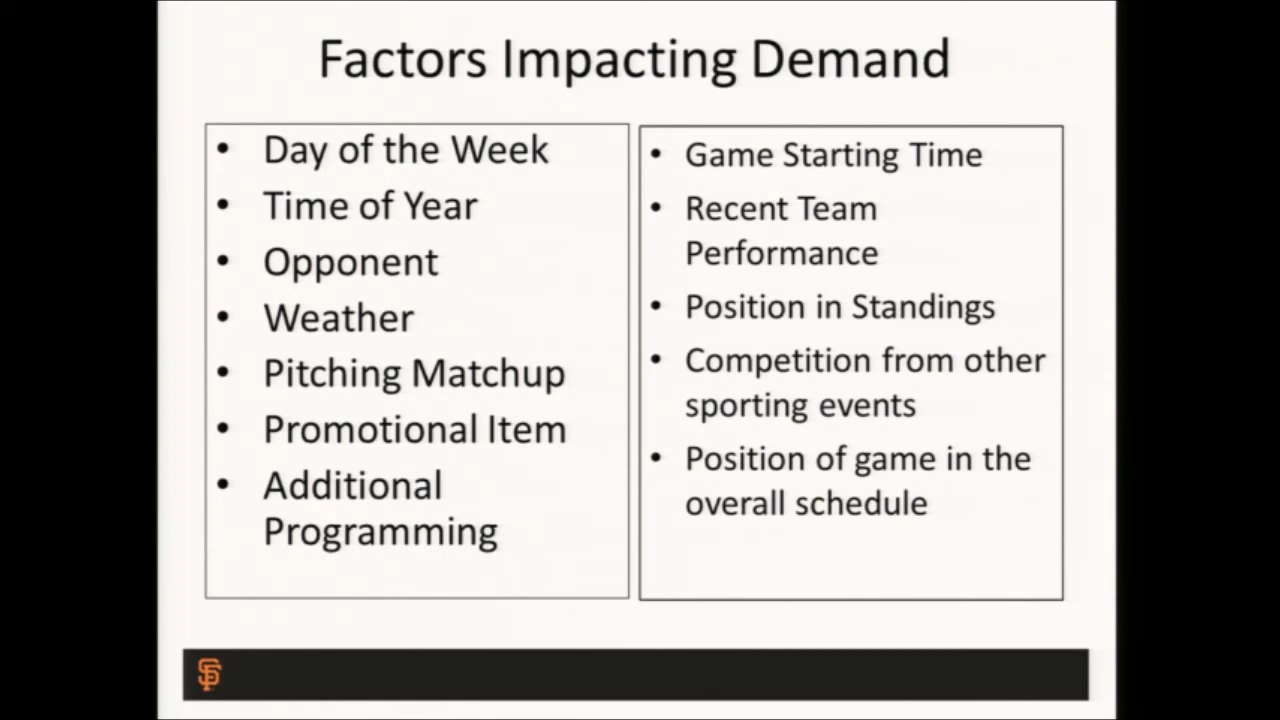 Factors Impacting Demand
• Day of the Week
• Time of Year
• Opponent
• Weather
• Pitching Matchup
• Promotional Item
• Additional
Programming
• Game Starting Time
• Recent Team
Performance
• Position in Standings
• Competition from other
sporting events
• Position of game in the
overall schedule
SF